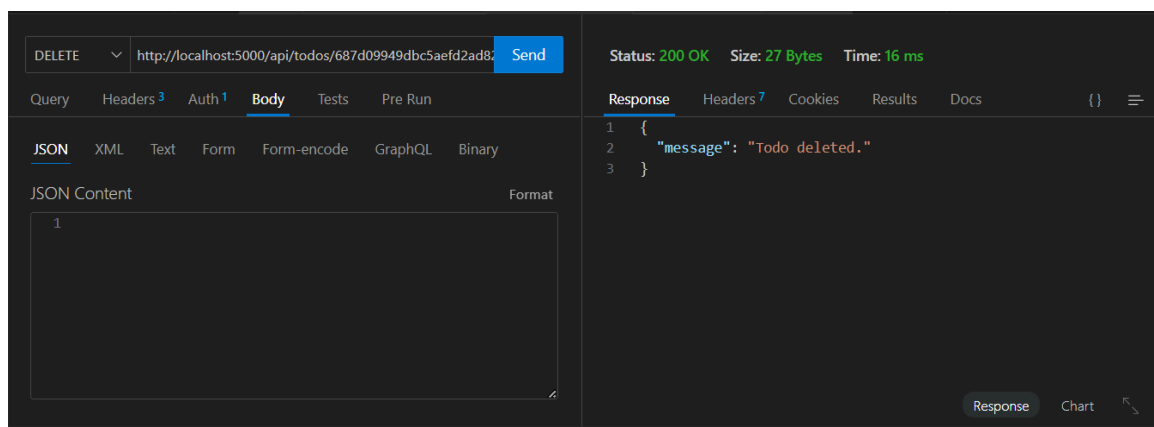 DELETE http://localhost:5000/api/todos/687d09949dbc5aefd2ad82 Send
Query Headers 3 Auth 1 Body Tests Pre Run
JSON XML Text Form Form-encode GraphQL Binary
JSON Content Format
1
Status: 200 OK Size: 27 Bytes Time: 16 ms
Response Headers 7 Cookies Results Docs { }
1 {
2 "message": "Todo deleted."
3 }
Response Chart